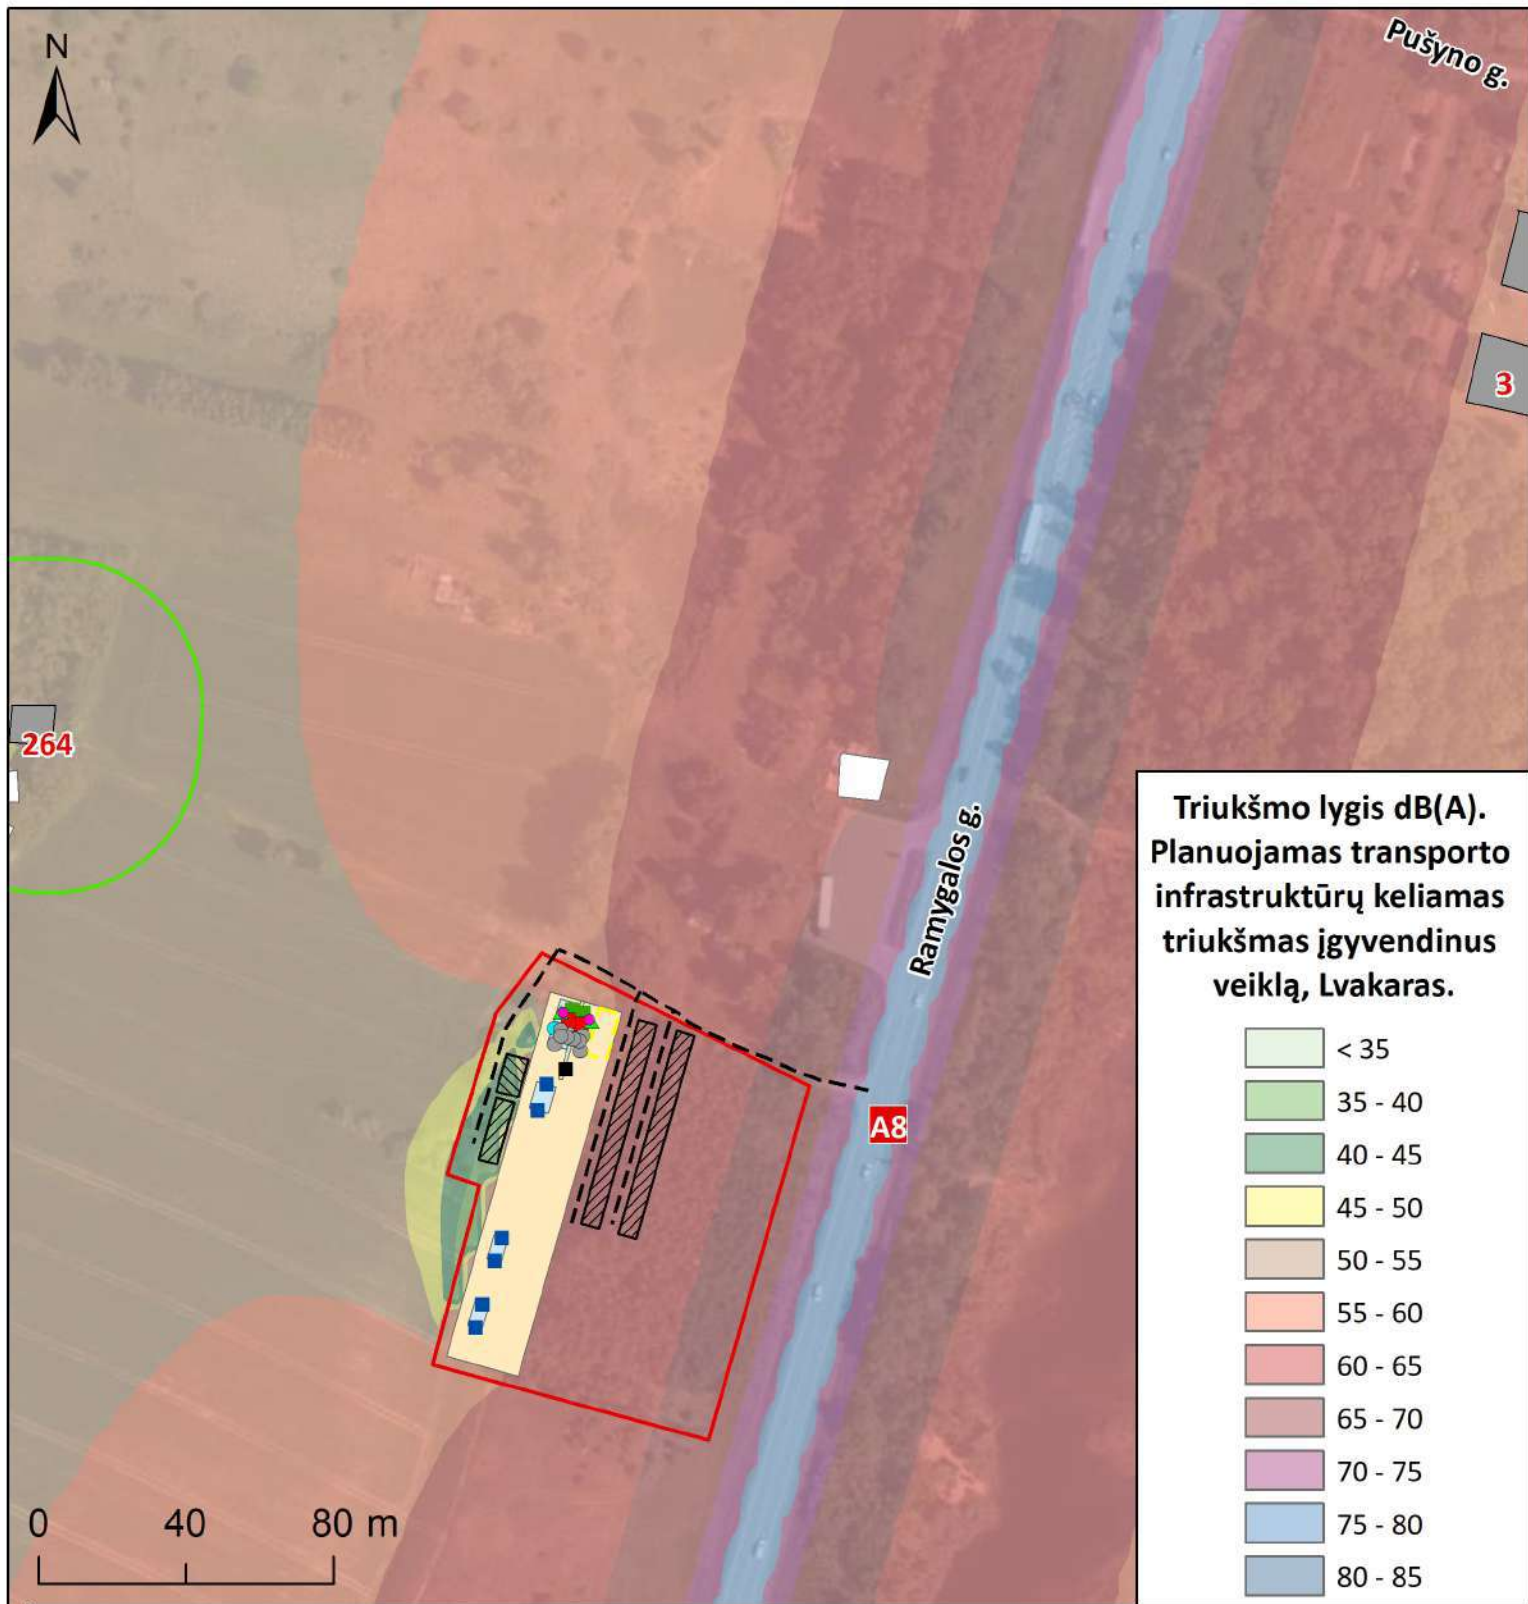 N
Pušyno g.
3
264
Ramygalos g.
A8
0 40 80 m
Triukšmo lygis dB(A).
Planuojamas transporto
infrastruktūrų keliamas
triukšmas įgyvendinus
veiklą, Lvakaras.
< 35
35 - 40
40 - 45
45 - 50
50 - 55
55 - 60
60 - 65
65 - 70
70 - 75
75 - 80
80 - 85